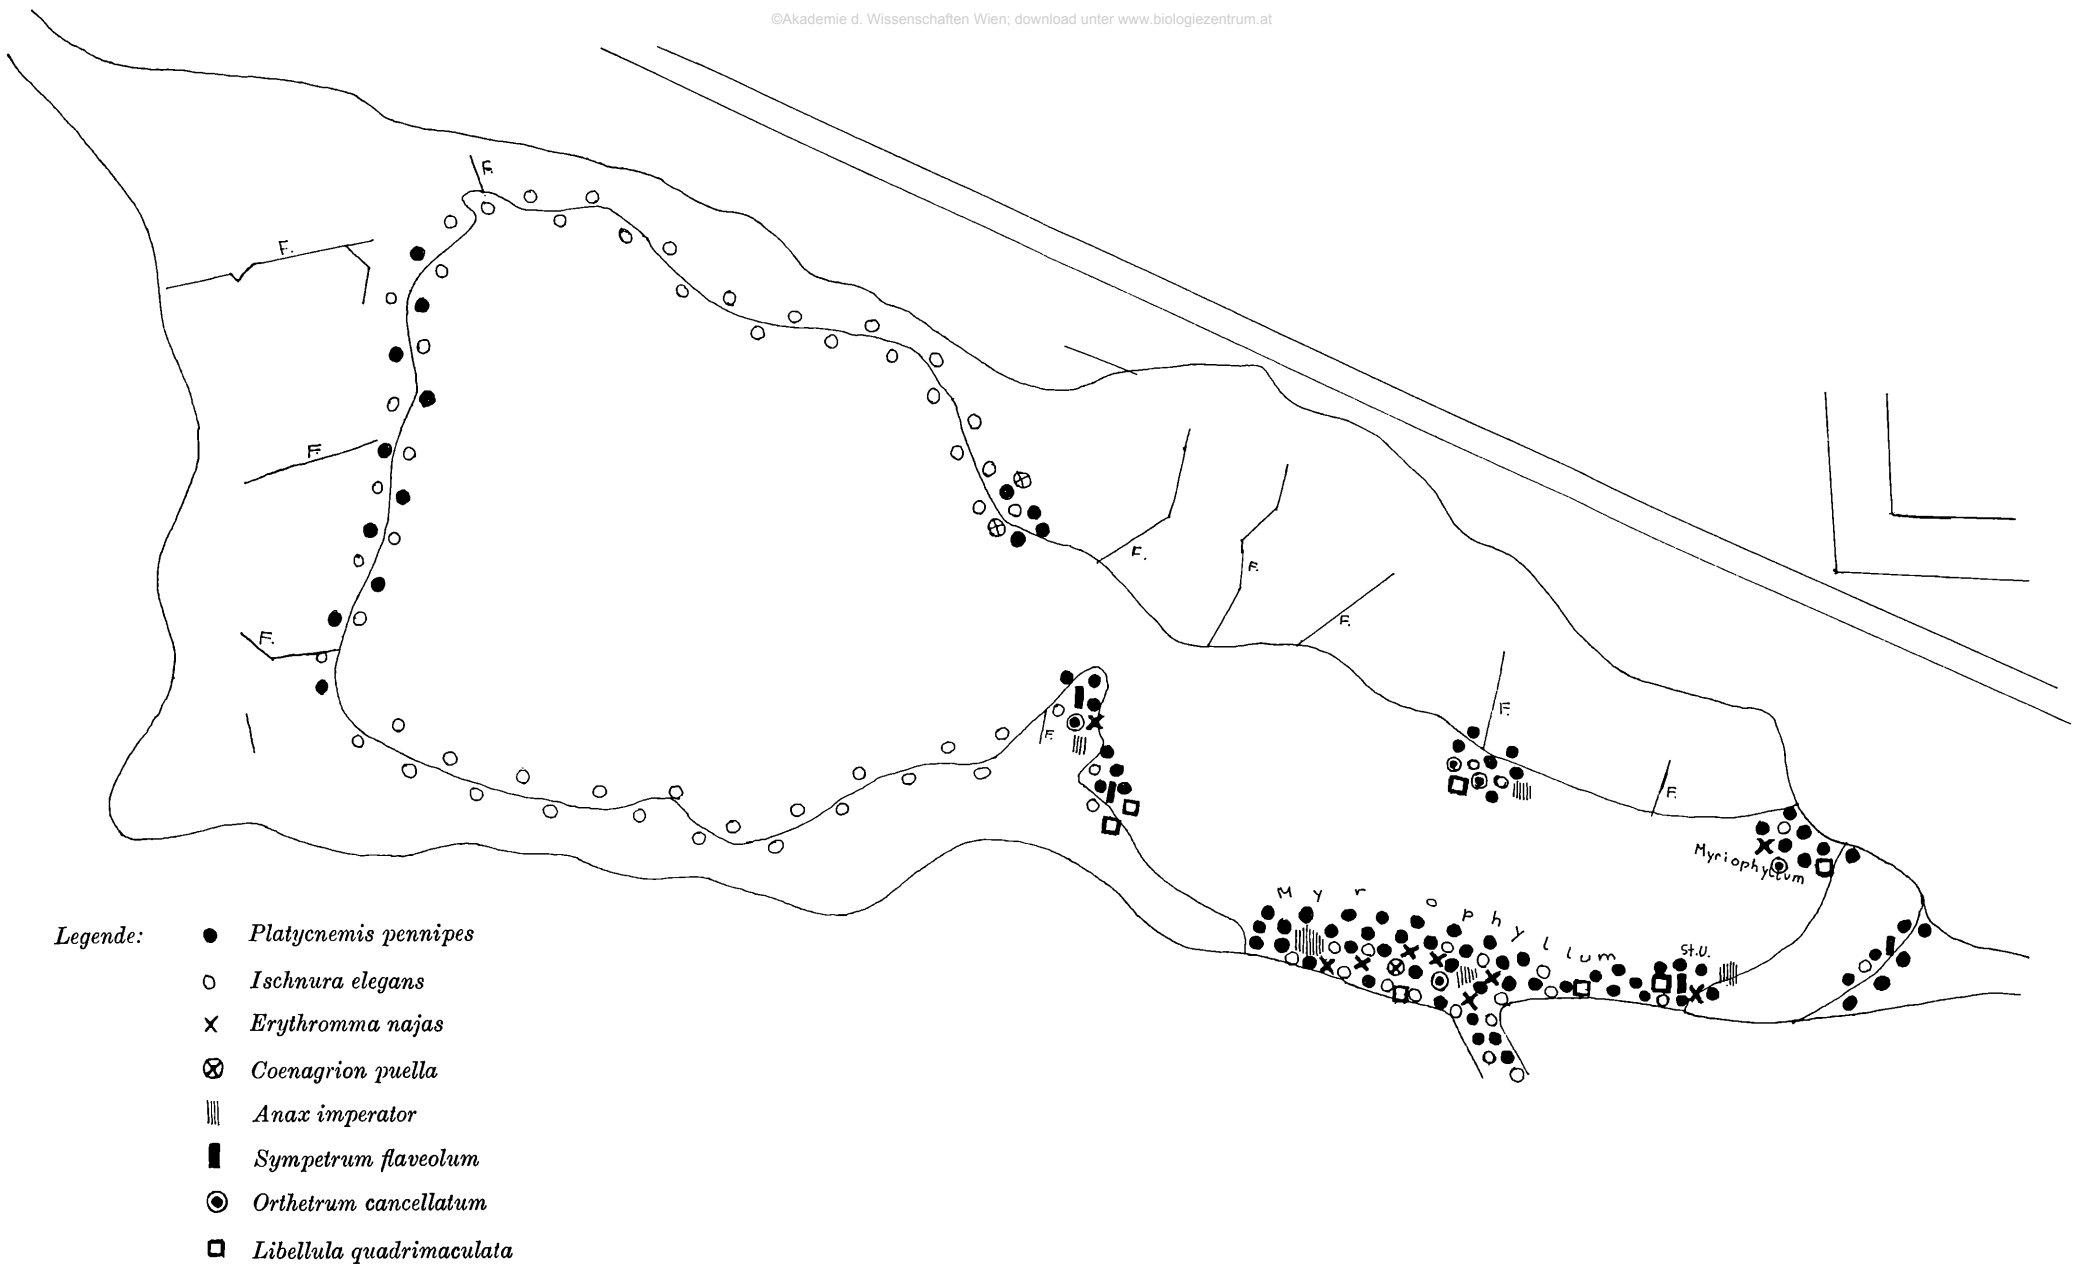 ©Akademie d. Wissenschaften Wien; download unter www.biologiezentrum.at
F.
F.
F.
F.
F.
F.
F.
F.
F.
F.
Myriophyllum
Myrophyllum
St.U.
Legende:
Platycnemis pennipes
Ischnura elegans
Erythromma najas
Coenagrion puella
Anax imperator
Sympetrum flaveolum
Orthetrum cancellatum
Libellula quadrimaculata